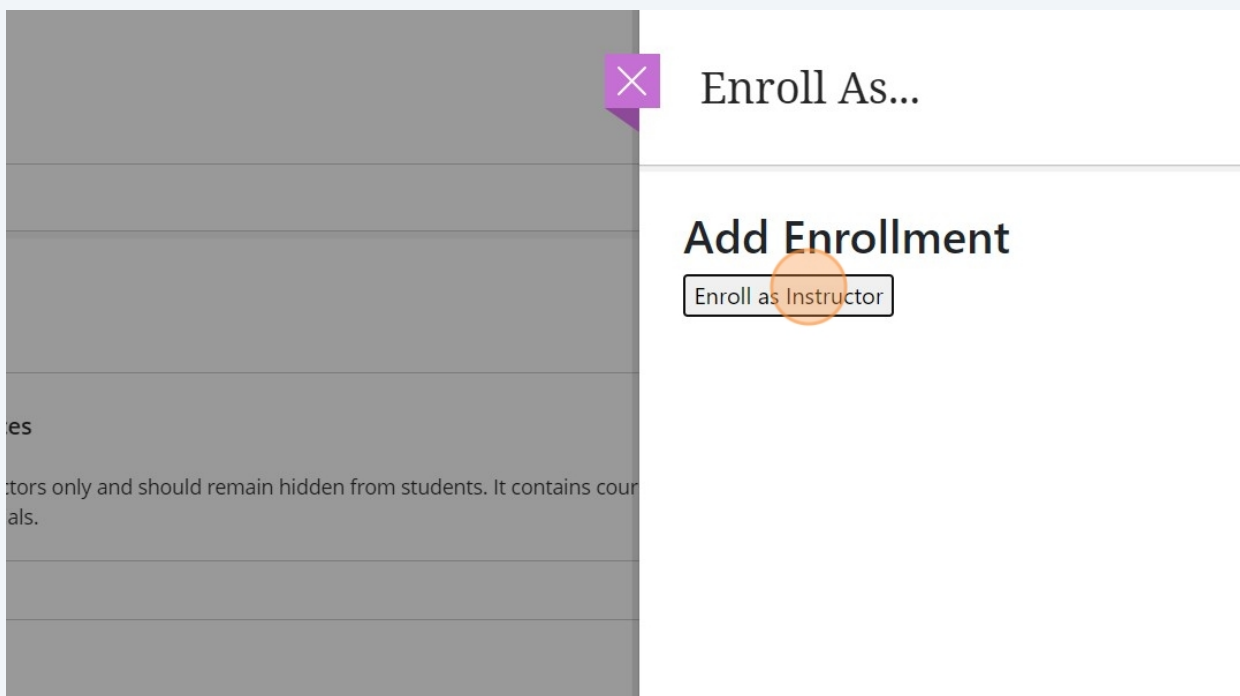 Enroll As...
Add Enrollment
Enroll as Instructor
es
ctors only and should remain hidden from students. It contains cour
als.